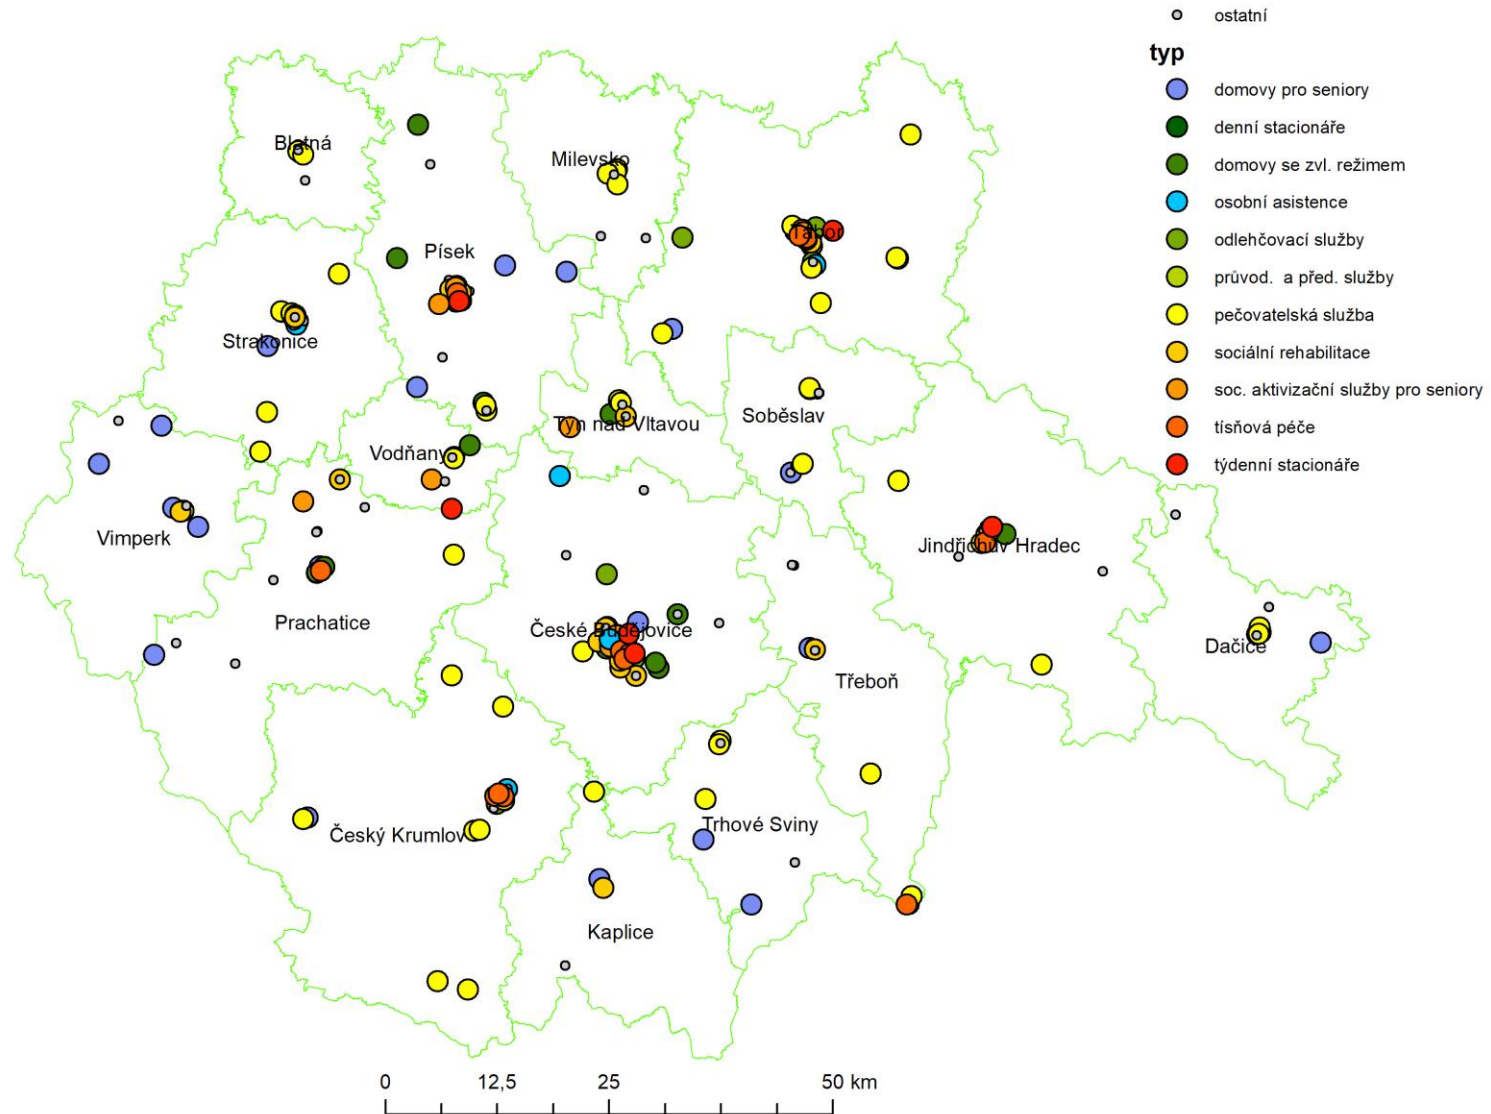 ostatní
typ
domovy pro seniory
denní stacionáře
domovy se zvl. režimem
osobní asistence
odlehčovací služby
průvod. a před. služby
pečovatelská služba
sociální rehabilitace
soc. aktivizační služby pro seniory
tísňová péče
týdenní stacionáře
Blatná
Milevsko
Tábor
Písek
Strakonice
Soběslav
Týn nad Vltavou
Vodňany
Vimperk
Jindřichův Hradec
Prachatice
České Budějovice
Dačice
Třeboň
Trhové Sviny
Český Krumlov
Kaplice
0 12,5 25 50 km